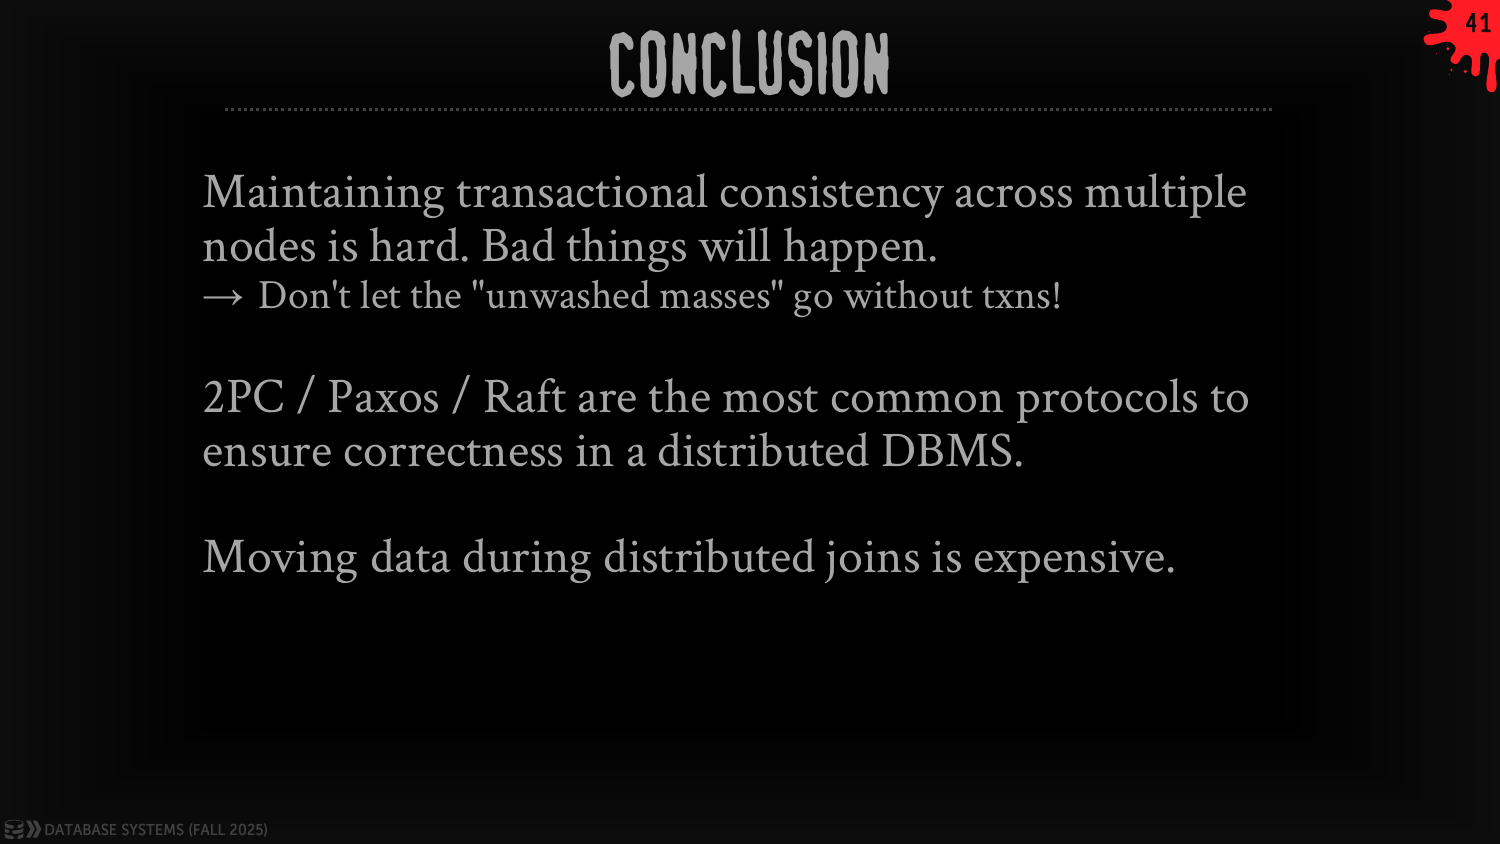 CONCLUSION
41
Maintaining transactional consistency across multiple
nodes is hard. Bad things will happen.
→ Don't let the "unwashed masses" go without txns!
2PC / Paxos / Raft are the most common protocols to
ensure correctness in a distributed DBMS.
Moving data during distributed joins is expensive.
DATABASE SYSTEMS (FALL 2025)